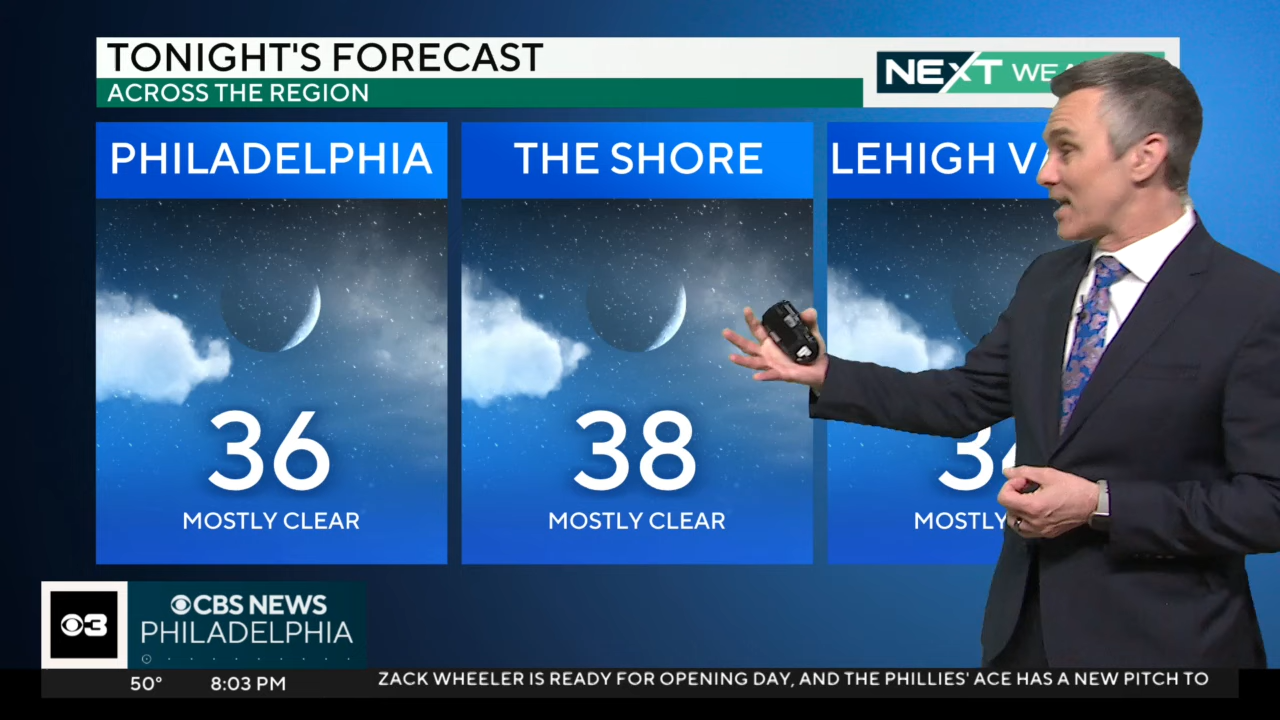 TONIGHT'S FORECAST
ACROSS THE REGION
NEXT
PHILADELPHIA
THE SHORE
LEHIGH
36
38
MOSTLY CLEAR
MOSTLY CLEAR
MOSTLY
3
CBS NEWS
PHILADELPHIA
50°
8:03 PM
ZACK WHEELER IS READY FOR OPENING DAY, AND THE PHILLIES' ACE HAS A NEW PITCH TO